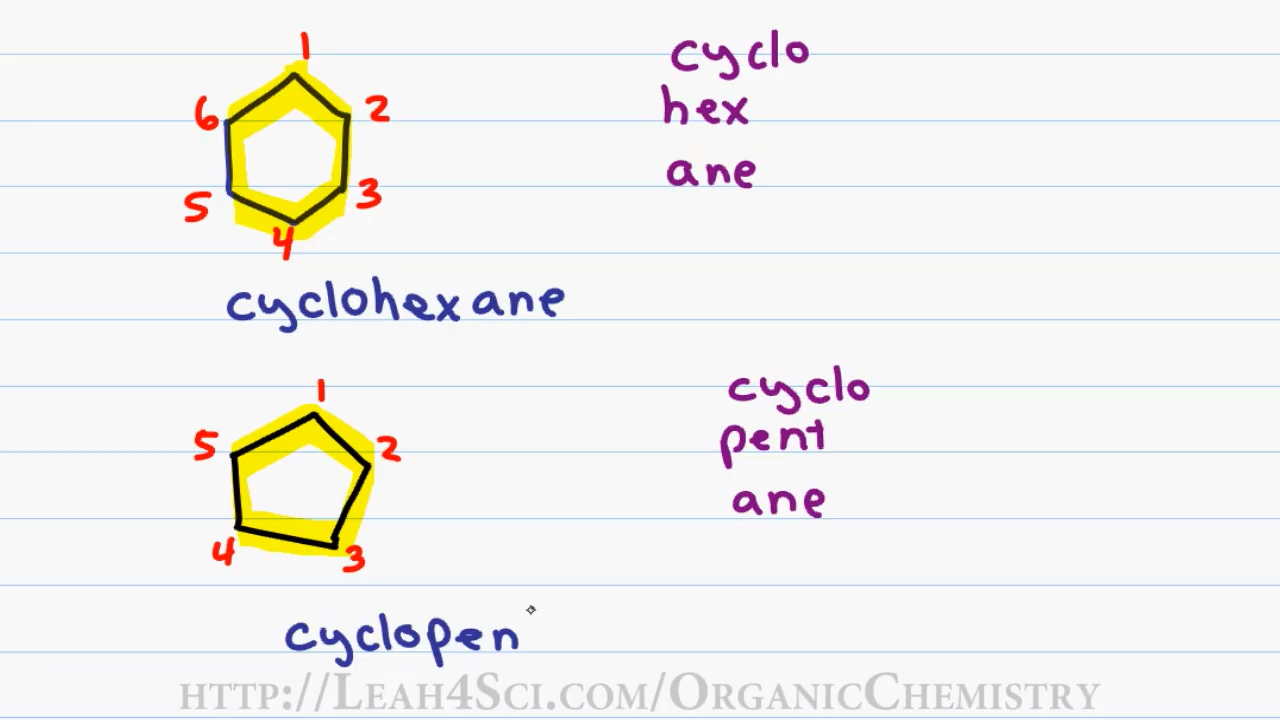 1
6
2
5
3
4
cyclohexane
cyclo
hex
ane
1
5
2
4
3
cyclopen
cyclo
pent
ane
http://Leah4Sci.com/OrganicChemistry